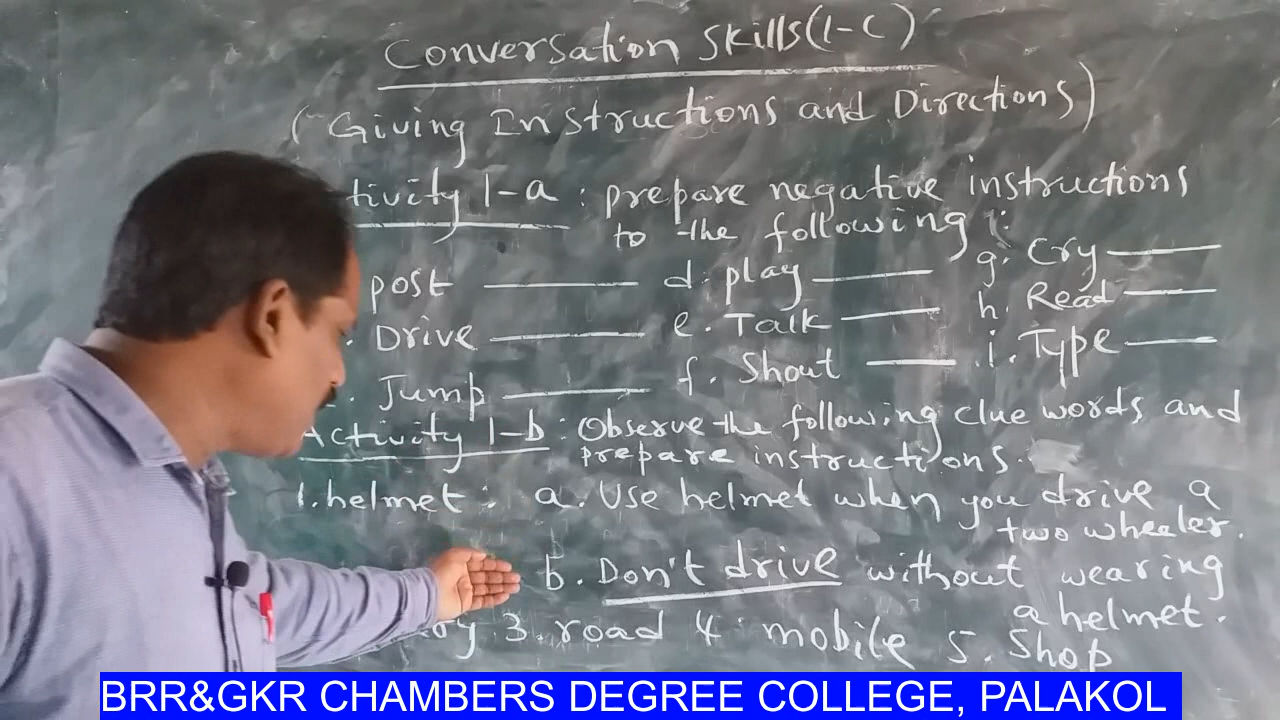 Conversation Skills(1-C)
(Giving Instructions and Directions)
tivity 1-a : prepare negative instructions
to the following :
post ——— d. play ——— g. Cry ———
. Drive ——— e. Talk ——— h. Read ———
. Jump ——— f. Shout ——— i. Type ———
Activity 1-b : Observe the following clue words and
prepare instructions.
1. helmet : a. Use helmet when you drive a
two wheeler.
b. Don't drive without wearing
a helmet.
3. road 4. mobile 5. Shop
BRR&GKR CHAMBERS DEGREE COLLEGE, PALAKOL